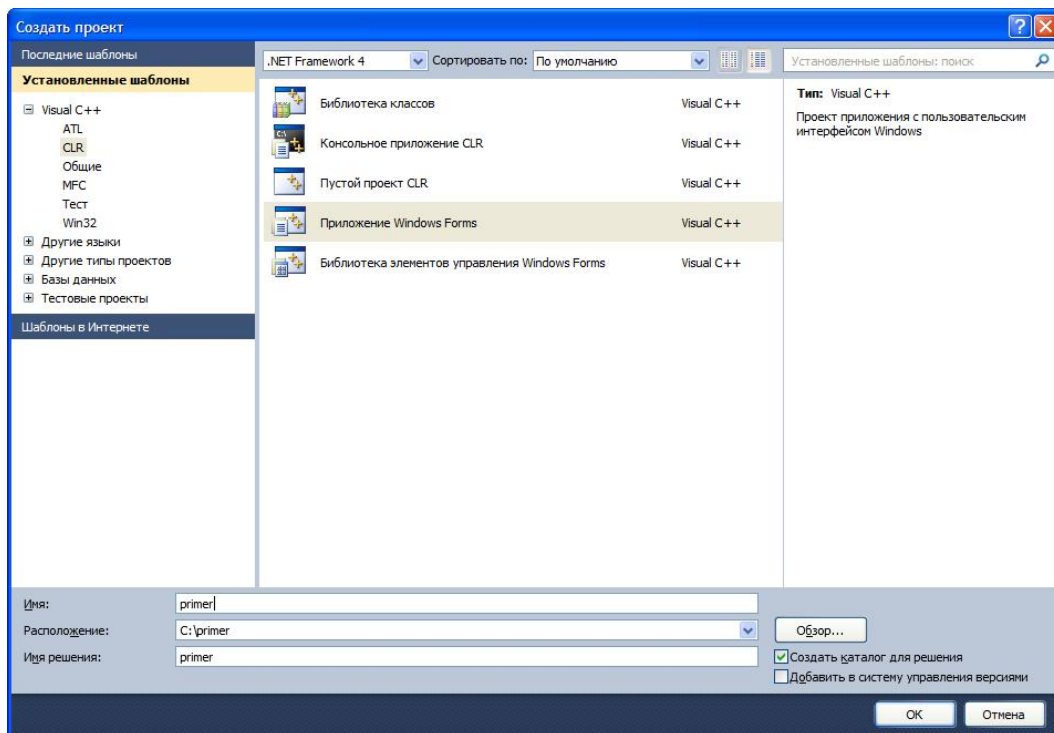 Создать проект
Последние шаблоны
Установленные шаблоны
Visual C++
ATL
CLR
Общие
MFC
Тест
Win32
Другие языки
Другие типы проектов
Базы данных
Тестовые проекты
Шаблоны в Интернете
.NET Framework 4 Сортировать по: По умолчанию
Библиотека классов Visual C++
Консольное приложение CLR Visual C++
Пустой проект CLR Visual C++
Приложение Windows Forms Visual C++
Библиотека элементов управления Windows Forms Visual C++
Установленные шаблоны: поиск
Тип: Visual C++
Проект приложения с пользовательским
интерфейсом Windows
Имя: primer
Расположение: C:\primer
Обзор...
Имя решения: primer
Создать каталог для решения
Добавить в систему управления версиями
ОК Отмена